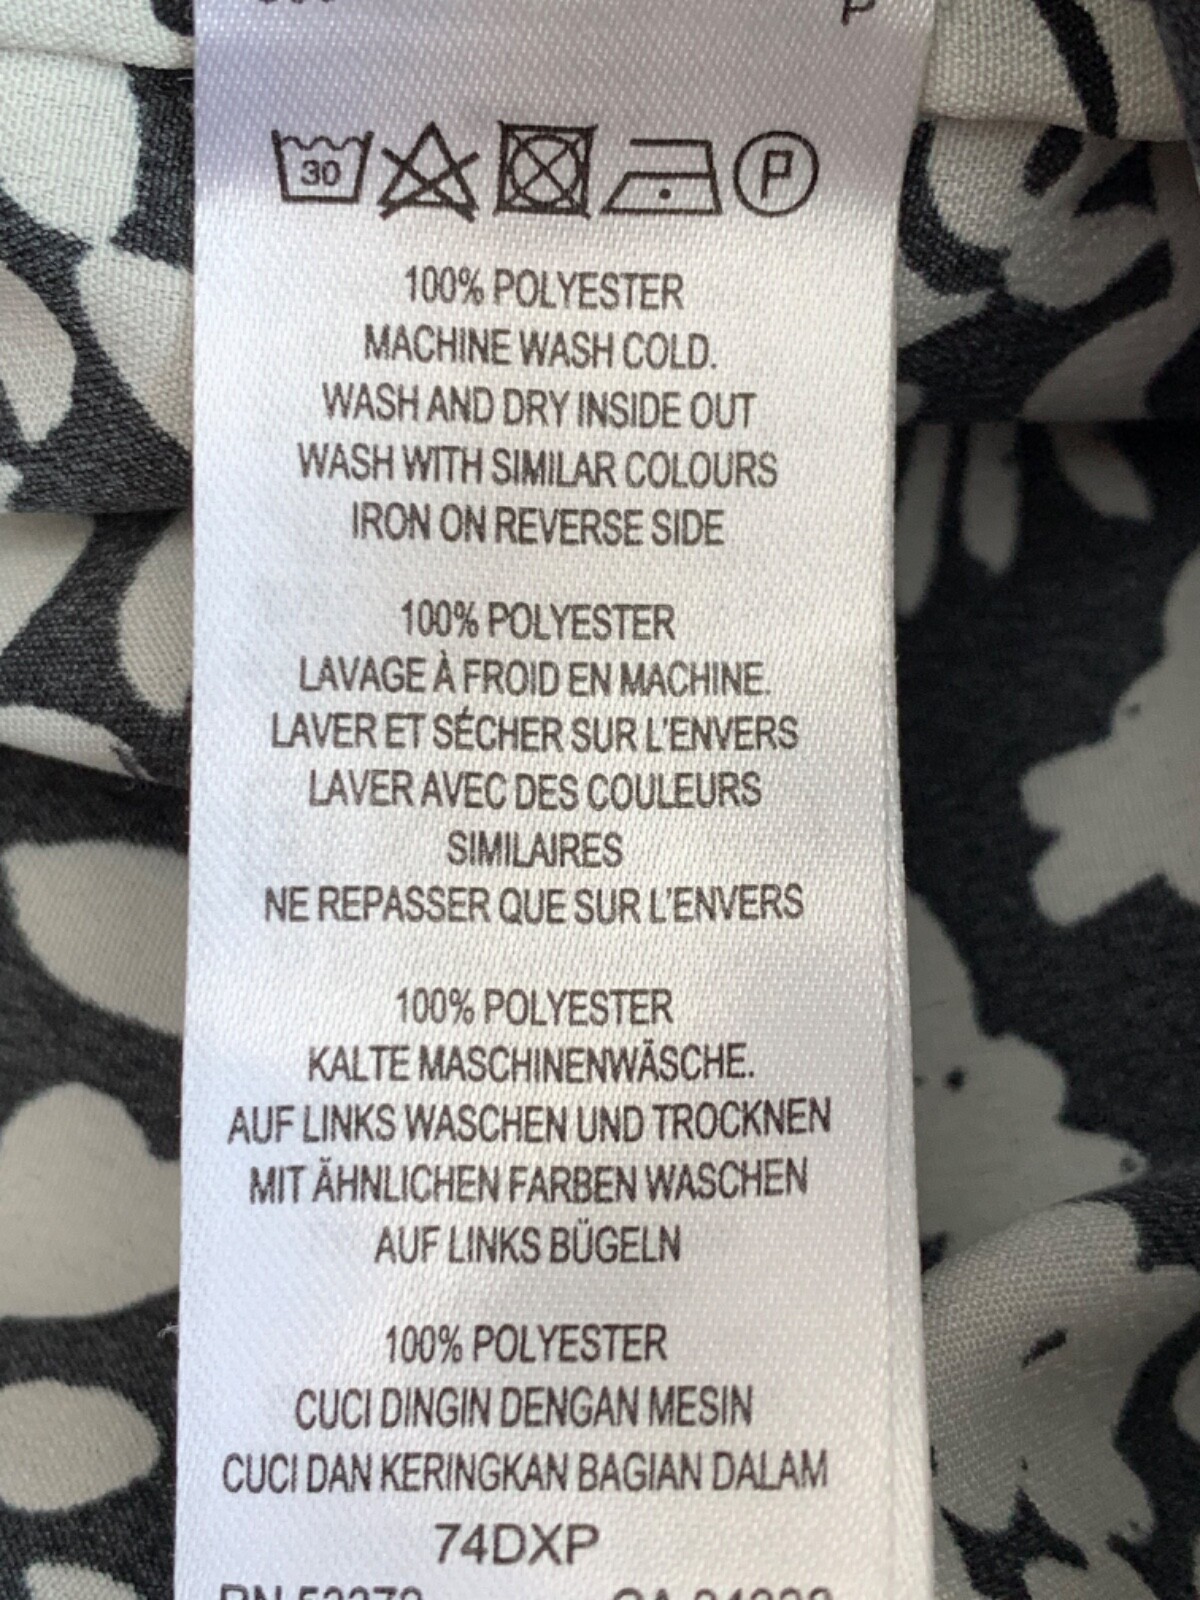 30
P
100% POLYESTER
MACHINE WASH COLD.
WASH AND DRY INSIDE OUT
WASH WITH SIMILAR COLOURS
IRON ON REVERSE SIDE
100% POLYESTER
LAVAGE À FROID EN MACHINE.
LAVER ET SÉCHER SUR L'ENVERS
LAVER AVEC DES COULEURS
SIMILAIRES
NE REPASSER QUE SUR L'ENVERS
100% POLYESTER
KALTE MASCHINENWÄSCHE.
AUF LINKS WASCHEN UND TROCKNEN
MIT ÄHNLICHEN FARBEN WASCHEN
AUF LINKS BÜGELN
100% POLYESTER
CUCI DINGIN DENGAN MESIN
CUCI DAN KERINGKAN BAGIAN DALAM
74DXP